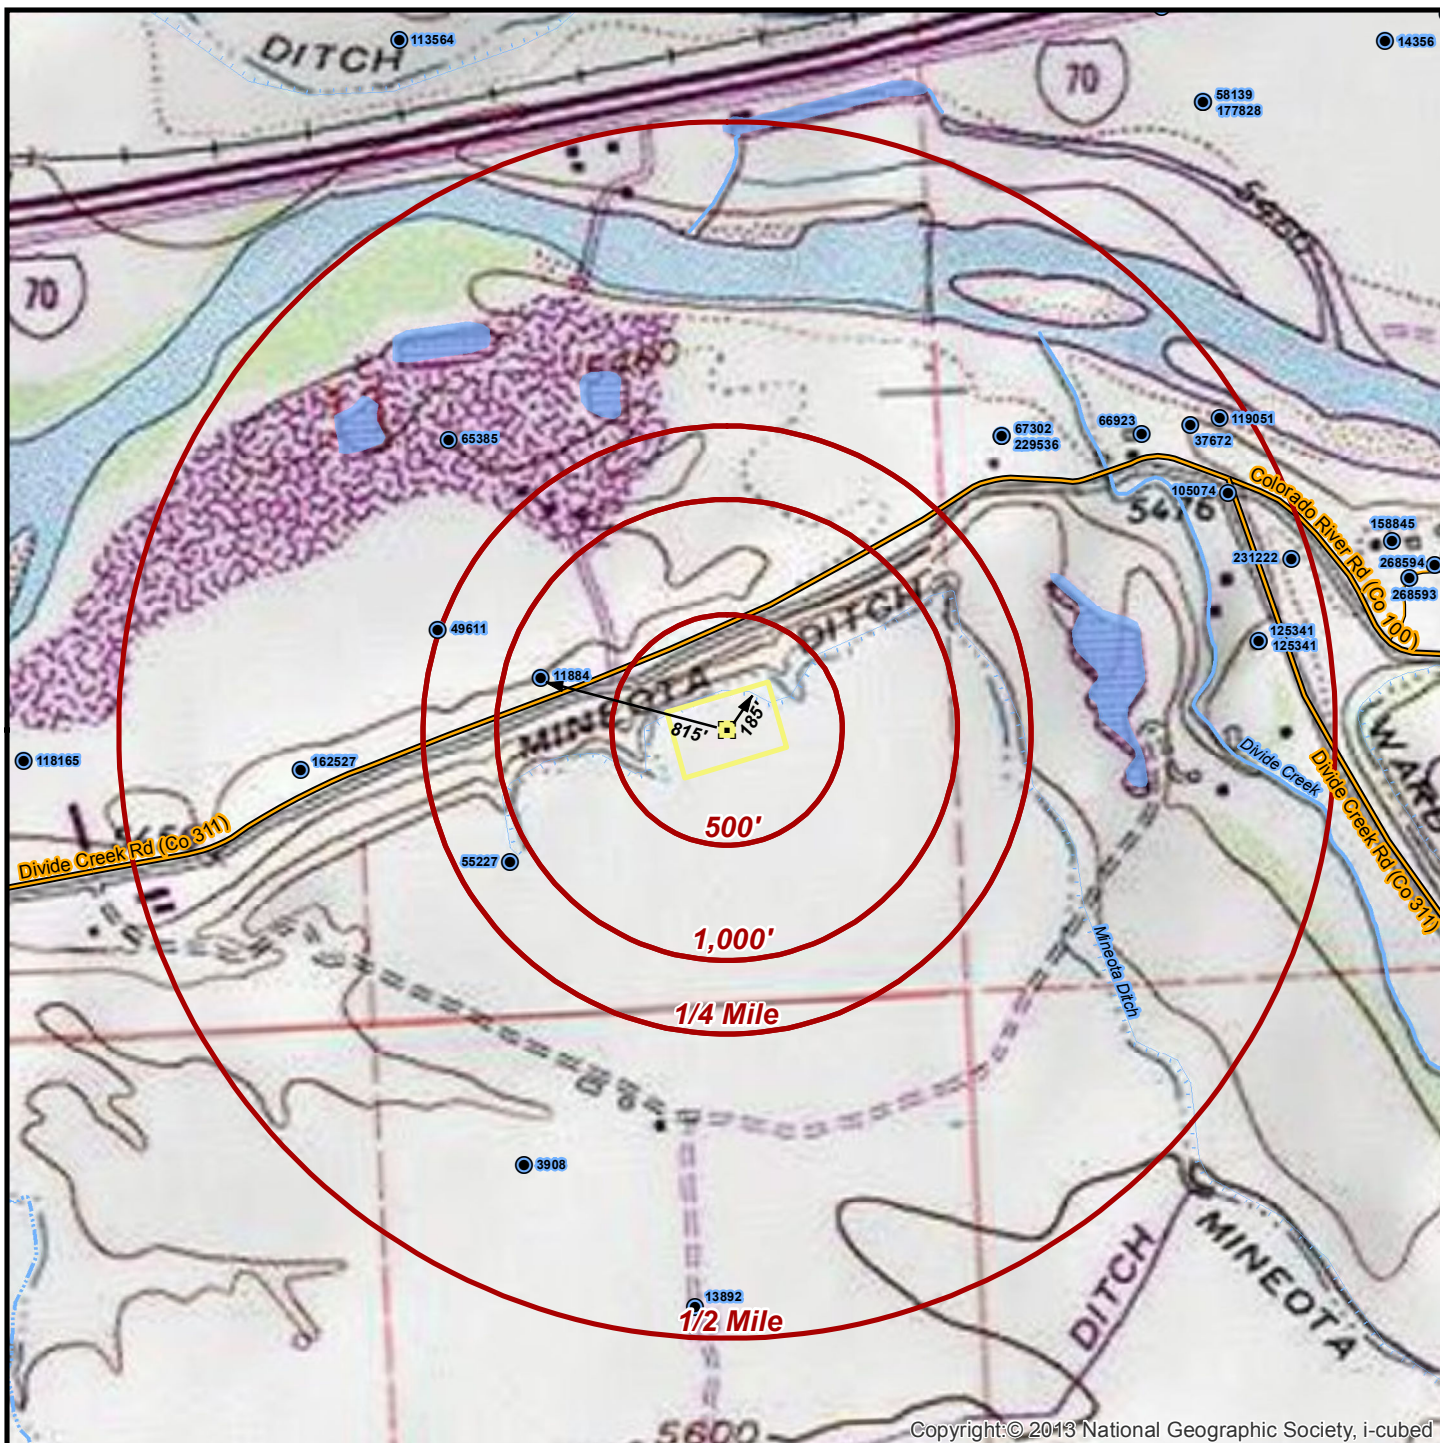 113564
DITCH
70
14356
58139
177828
5480
70
65385
67302
229536
66923
119051
37672
105074
5476
Colorado River Rd (Co 100)
158845
231222
268594
268593
49611
DITCH
125341
125341
11884
MINEOTA
815'
185'
118165
162527
Divide Creek
WARD
Divide Creek Rd (Co 311)
Divide Creek Rd (Co 311)
500'
55227
1,000'
Mineota Ditch
1/4 Mile
3908
MINEOTA
DITCH
13892
1/2 Mile
5600
Copyright:© 2013 National Geographic Society, i-cubed